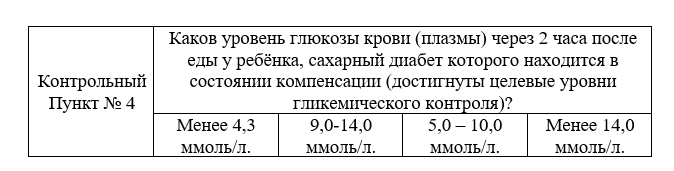 Контрольный
Пункт № 4
Каков уровень глюкозы крови (плазмы) через 2 часа после
еды у ребёнка, сахарный диабет которого находится в
состоянии компенсации (достигнуты целевые уровни
гликемического контроля)?
Менее 4,3
ммоль/л.
9,0-14,0
ммоль/л.
5,0 – 10,0
ммоль/л.
Менее 14,0
ммоль/л.